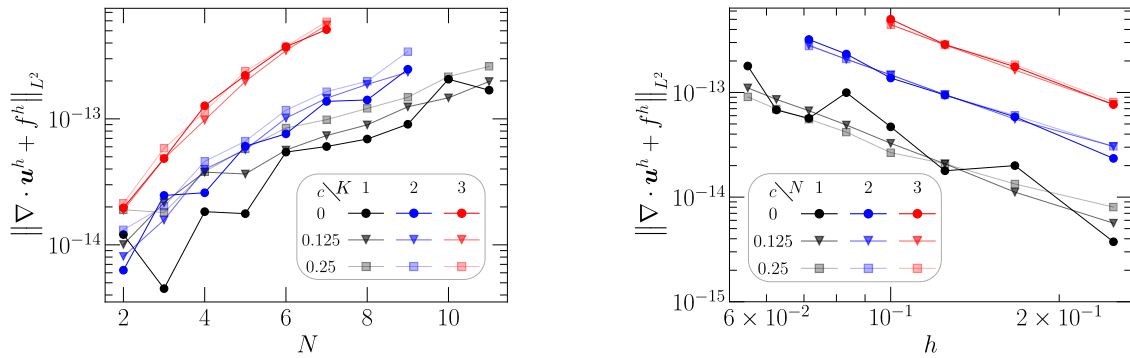 ‖∇ · u^h + f^h‖_{L^2}
10^{-13}
10^{-14}
2
4
6
8
10
N
c\K 1 2 3
0
0.125
0.25
‖∇ · u^h + f^h‖_{L^2}
10^{-13}
10^{-14}
10^{-15}
6 × 10^{-2}
10^{-1}
2 × 10^{-1}
h
c\N 1 2 3
0
0.125
0.25